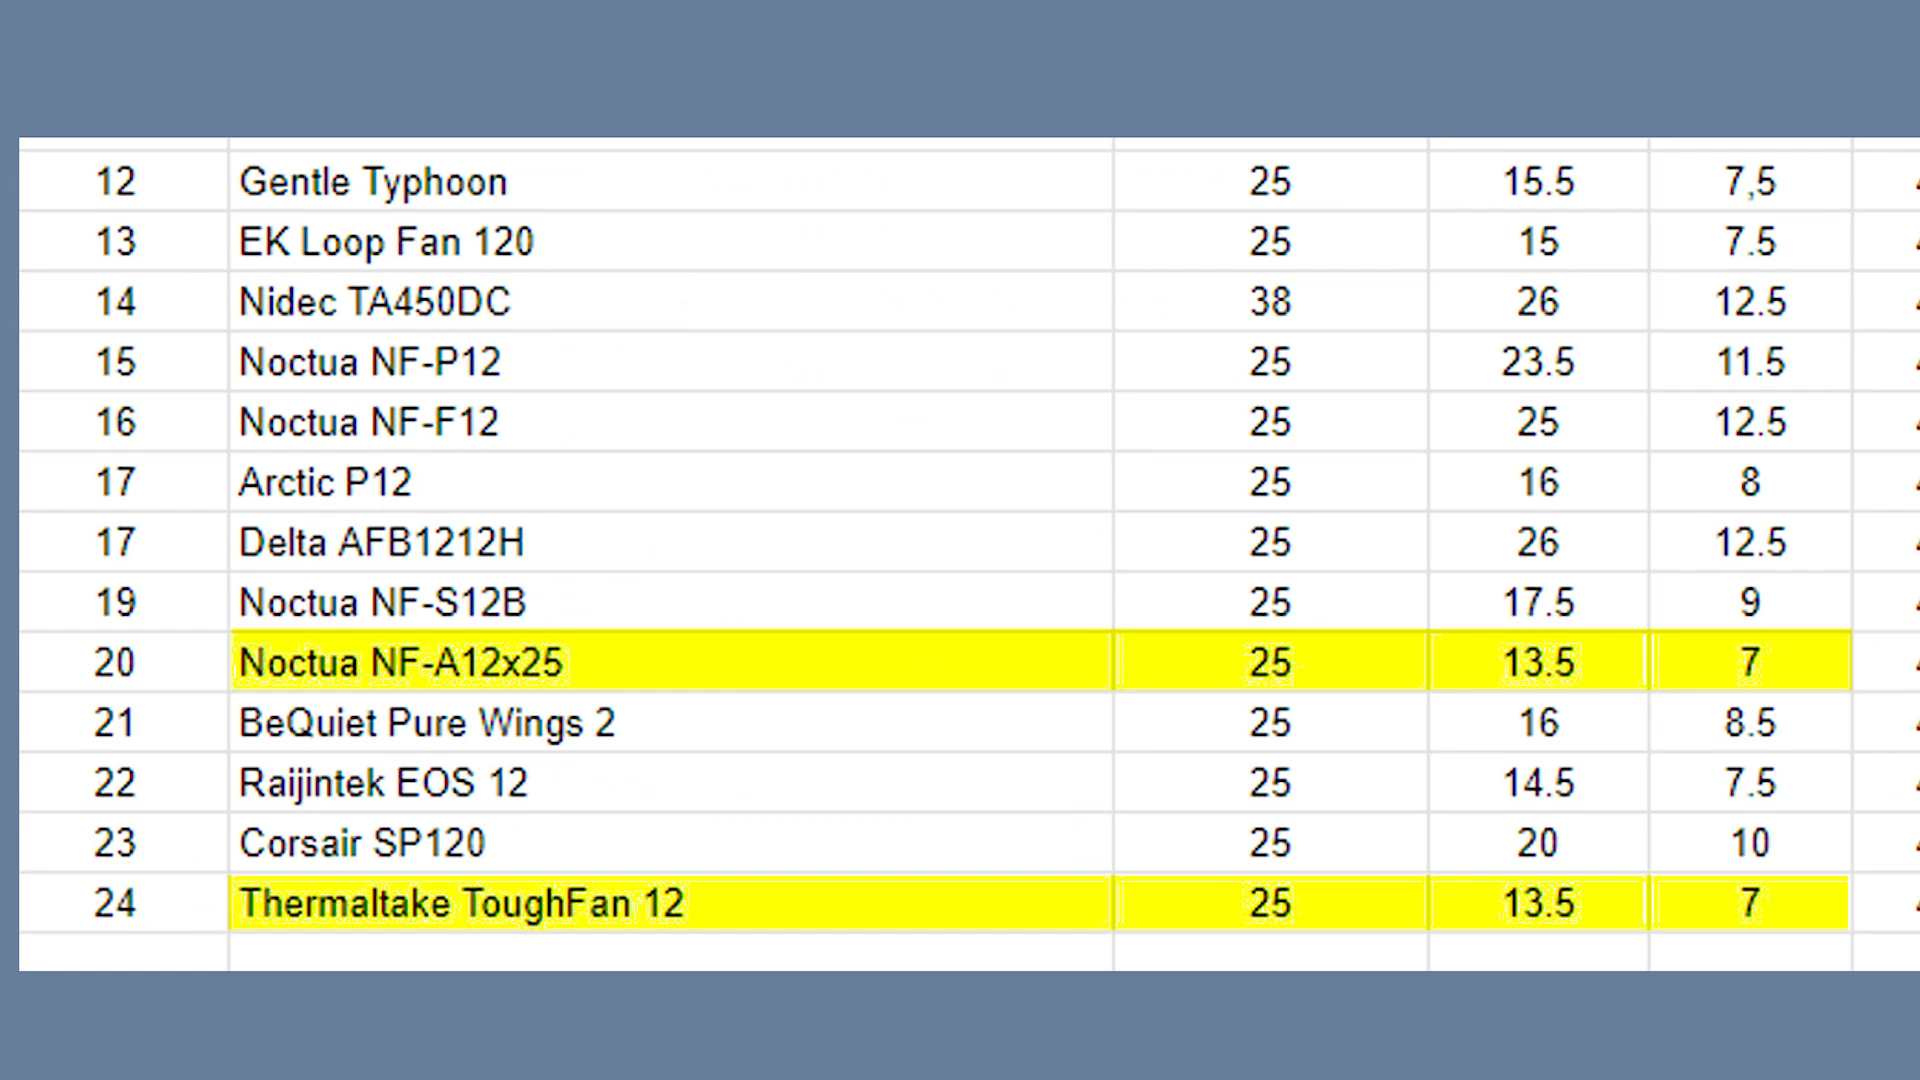 12 Gentle Typhoon 25 15.5 7,5
13 EK Loop Fan 120 25 15 7.5
14 Nidec TA450DC 38 26 12.5
15 Noctua NF-P12 25 23.5 11.5
16 Noctua NF-F12 25 25 12.5
17 Arctic P12 25 16 8
17 Delta AFB1212H 25 26 12.5
19 Noctua NF-S12B 25 17.5 9
20 Noctua NF-A12x25 25 13.5 7
21 BeQuiet Pure Wings 2 25 16 8.5
22 Raijintek EOS 12 25 14.5 7.5
23 Corsair SP120 25 20 10
24 Thermaltake ToughFan 12 25 13.5 7